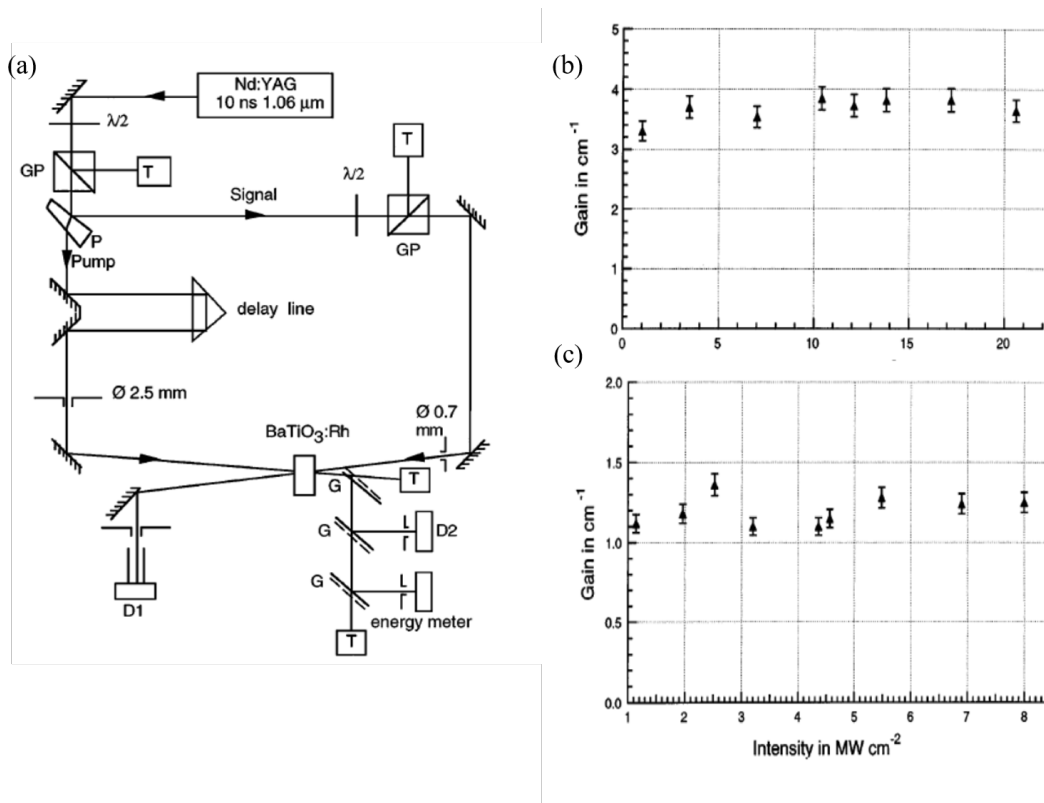 (a)
Nd:YAG
10 ns 1.06 μm
λ/2
GP
T
T
λ/2
Signal
GP
P
Pump
delay line
Ø 2.5 mm
Ø 0.7
mm
BaTiO3:Rh
G
T
G
D2
G
D1
energy meter
T
(b)
5
4
3
2
1
0
Gain in cm-1
0 5 10 15 20
(c)
2.0
1.5
1.0
0.5
0.0
Gain in cm-1
1 2 3 4 5 6 7 8
Intensity in MW cm-2